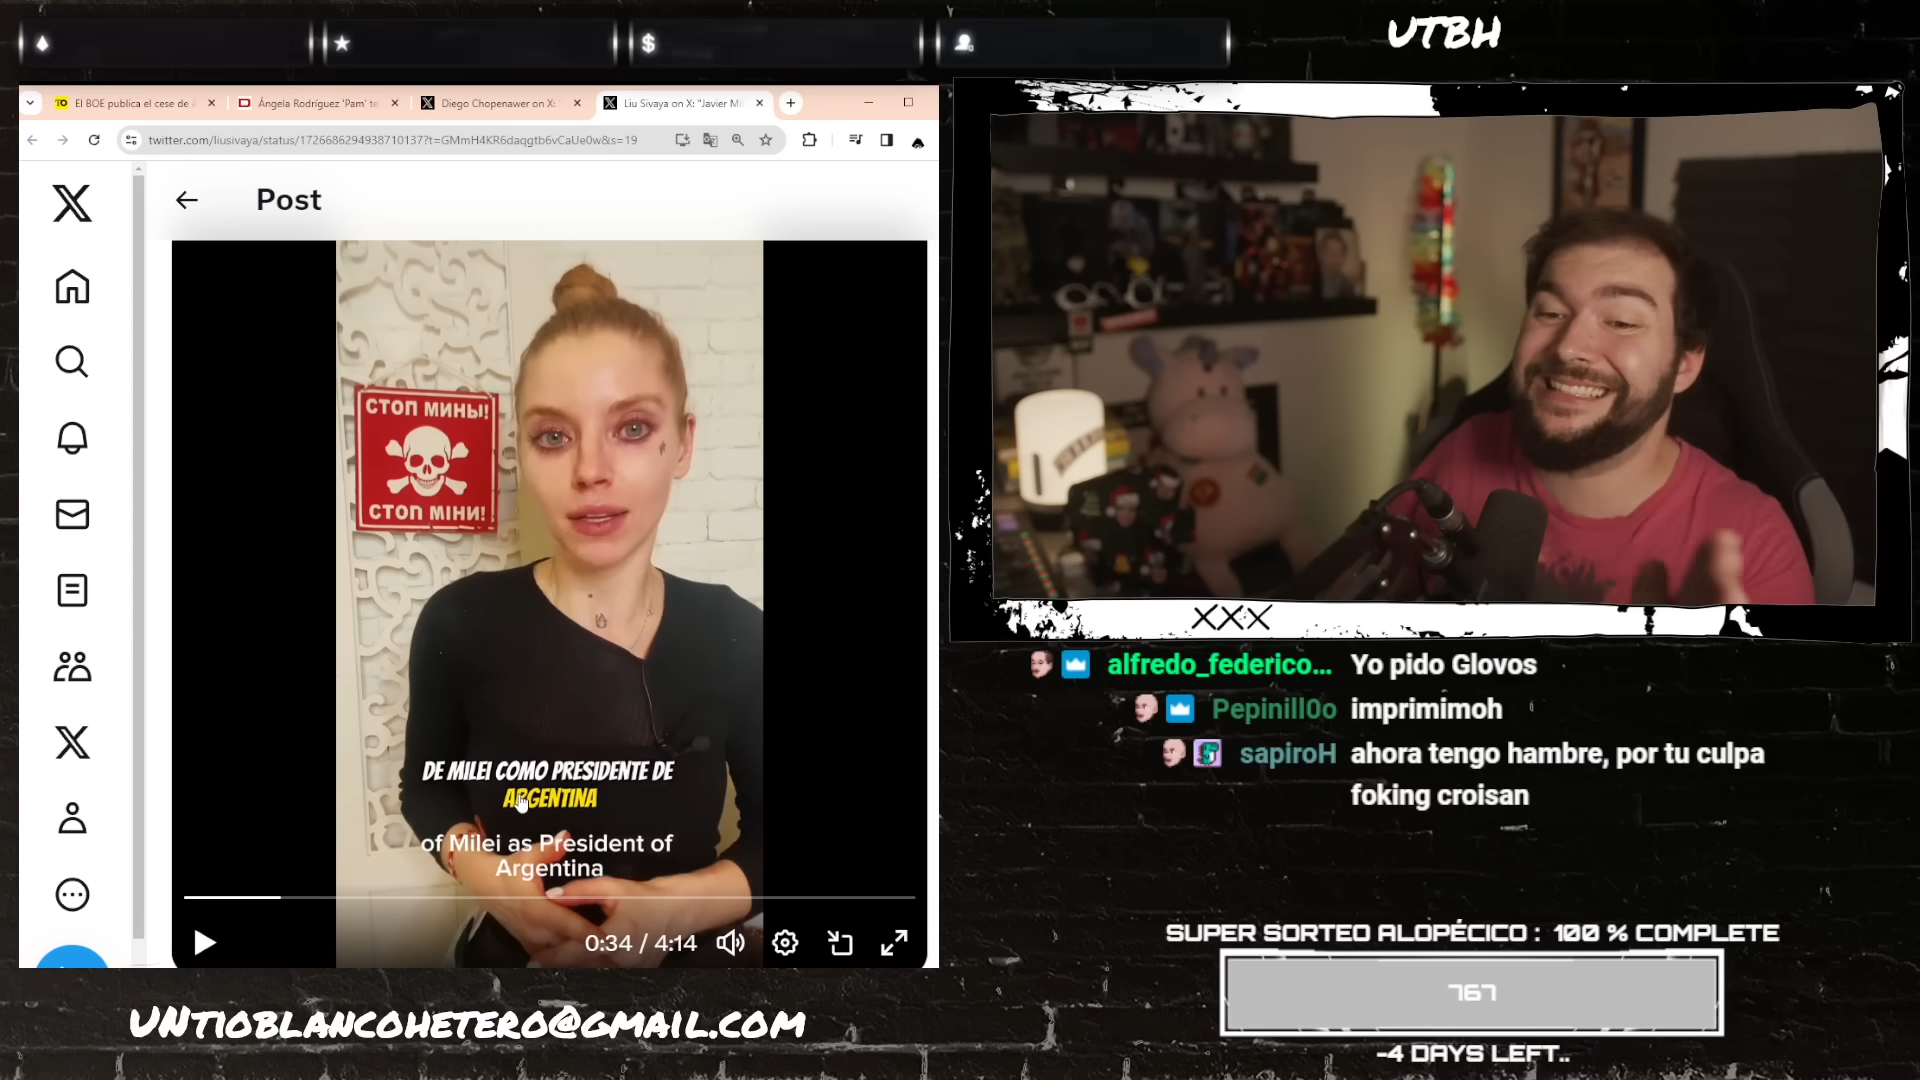 UTBH
El BOE publica el cese de
Ángela Rodríguez 'Pam' te
Diego Chopenawer on X:
Liu Sivaya on X: "Javier Mi
twitter.com/liusivaya/status/1726686294938710137?t=GMmH4KR6daqgtb6vCaUe0w&s=19
Post
СТОП МИНЫ!
СТОП МІНИ!
DE MILEI COMO PRESIDENTE DE
ARGENTINA
of Milei as President of
Argentina
0:34 / 4:14
XXX
alfredo_federico... Yo pido Glovos
Pepinill0o imprimimoh
sapiroH ahora tengo hambre, por tu culpa
foking croisan
SUPER SORTEO ALOPÉCICO : 100 % COMPLETE
767
-4 DAYS LEFT..
UNTIOBLANCOHETERO@GMAIL.COM